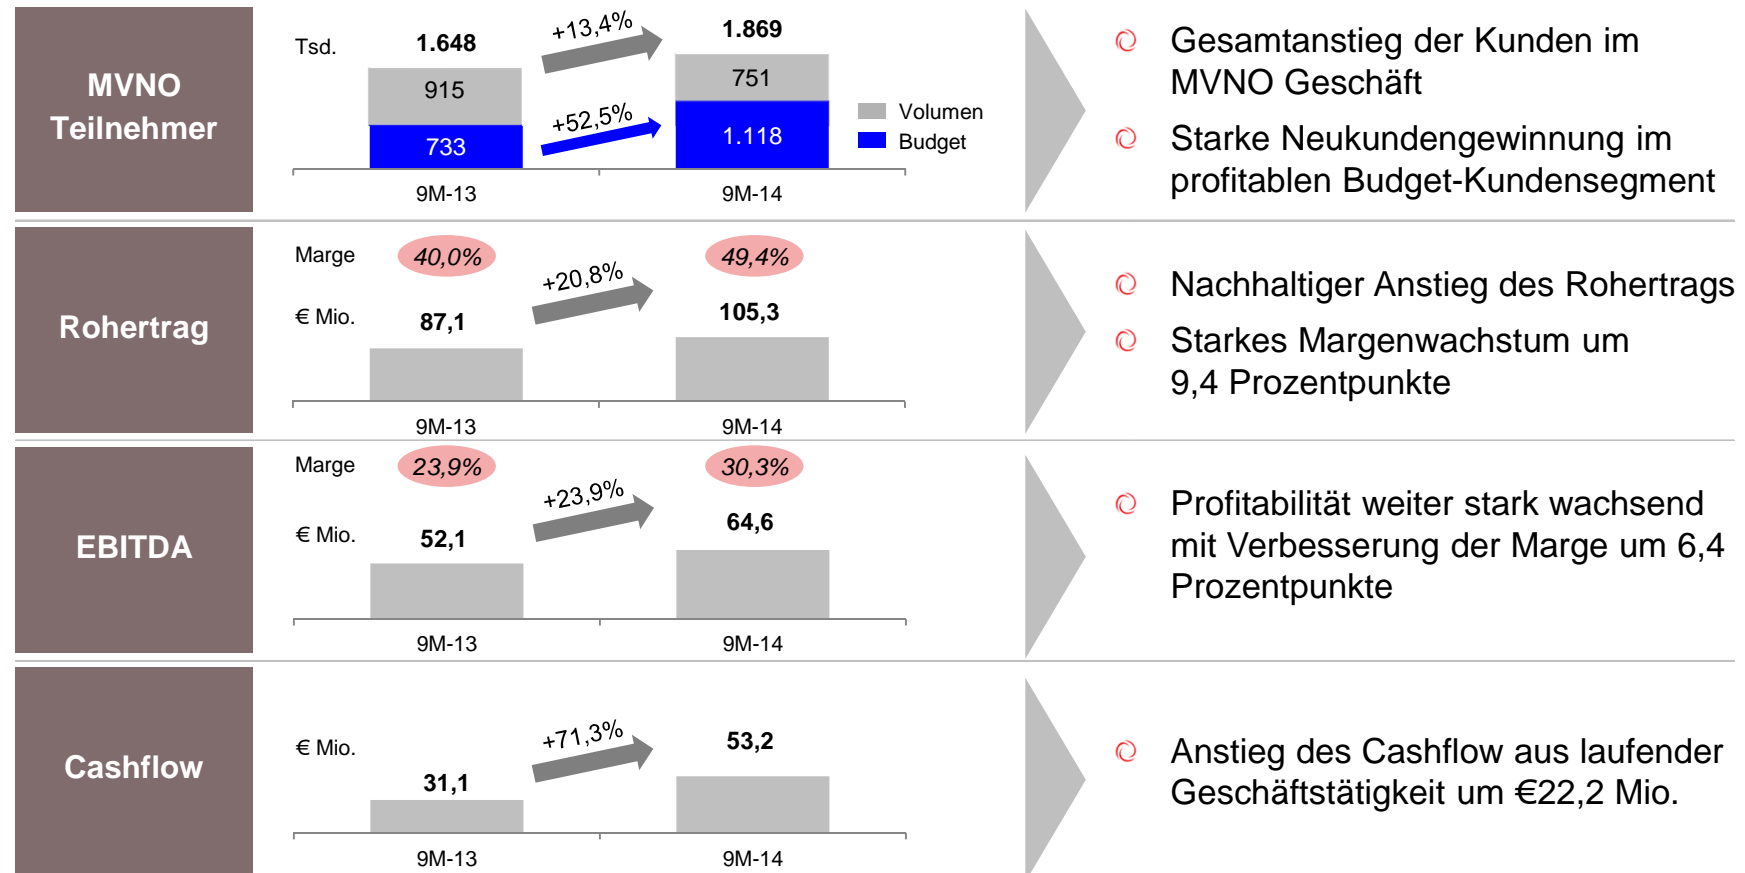 MVNO
Teilnehmer
Tsd.
1.648
+13,4%
1.869
915
751
+52,5%
733
1.118
Volumen
Budget
9M-13
9M-14
Gesamtanstieg der Kunden im
MVNO Geschäft
Starke Neukundengewinnung im
profitablen Budget-Kundensegment
Rohertrag
Marge
40,0%
49,4%
+20,8%
€ Mio.
87,1
105,3
9M-13
9M-14
Nachhaltiger Anstieg des Rohertrags
Starkes Margenwachstum um
9,4 Prozentpunkte
EBITDA
Marge
23,9%
30,3%
+23,9%
€ Mio.
52,1
64,6
9M-13
9M-14
Profitabilität weiter stark wachsend
mit Verbesserung der Marge um 6,4
Prozentpunkte
Cashflow
€ Mio.
+71,3%
53,2
31,1
9M-13
9M-14
Anstieg des Cashflow aus laufender
Geschäftstätigkeit um €22,2 Mio.